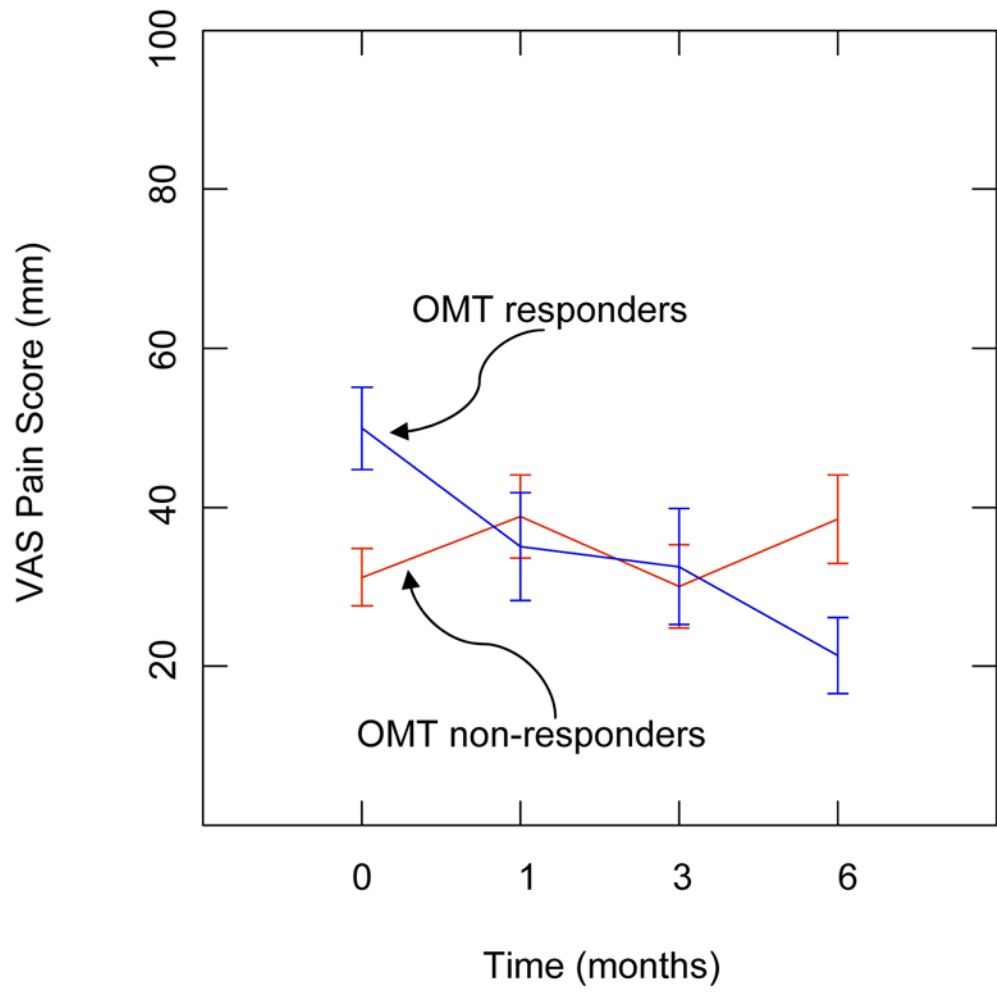 100
80
60
40
20
VAS Pain Score (mm)
OMT responders
OMT non-responders
0 1 3 6
Time (months)